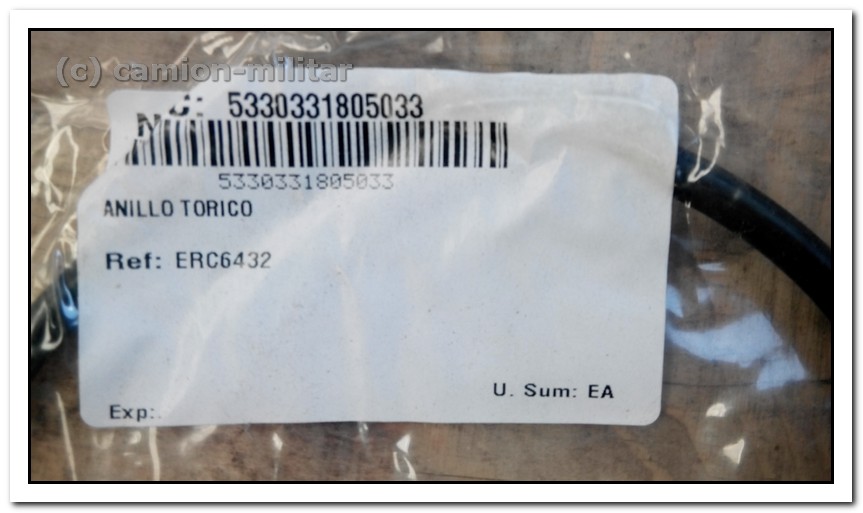 (c) camion-militar
N C: 5330331805033
5330331805033
ANILLO TORICO
Ref: ERC6432
U. Sum: EA
Exp:.